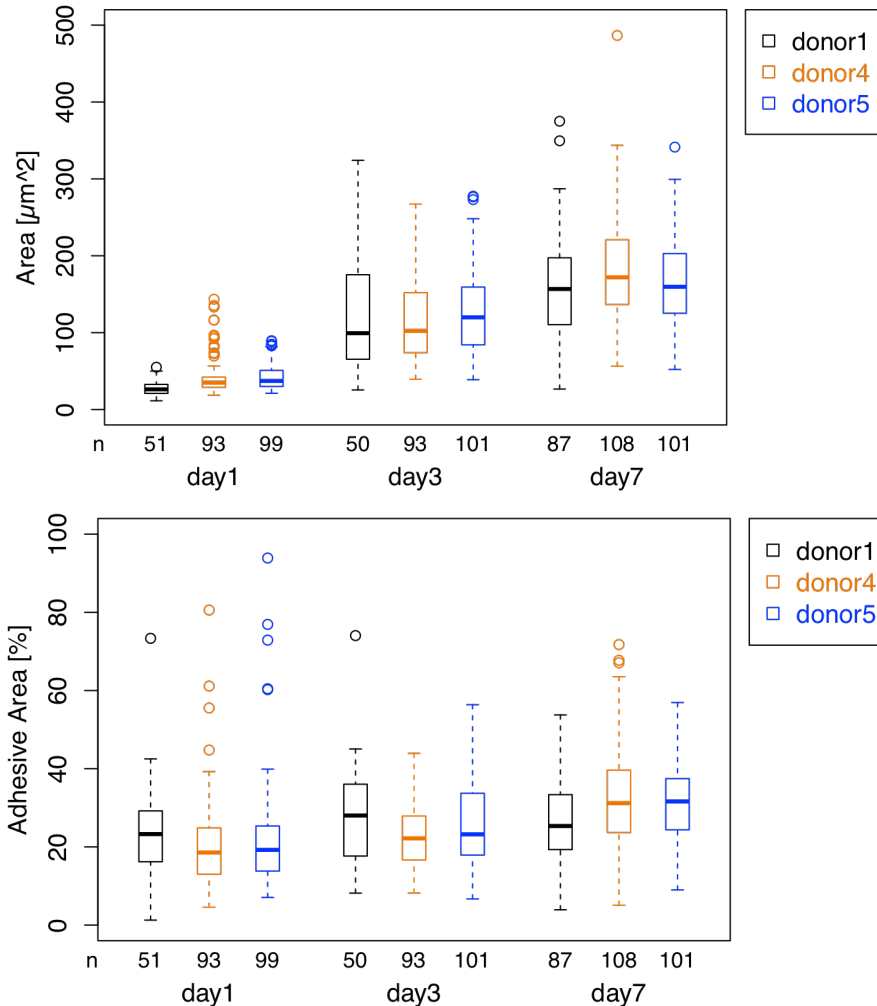 500
400
300
200
100
0
Area [µm^2]
donor1
donor4
donor5
n 51 93 99 50 93 101 87 108 101
day1 day3 day7
100
80
60
40
20
0
Adhesive Area [%]
donor1
donor4
donor5
n 51 93 99 50 93 101 87 108 101
day1 day3 day7